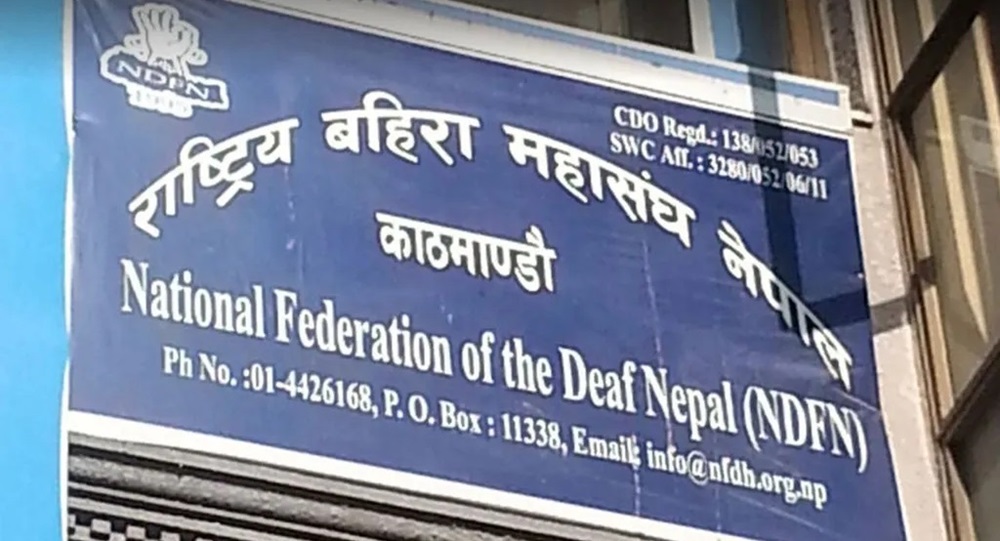 NDFN
1995
CDO Regd.: 138/052/053
SWC Aff. : 3280/052/06/11
राष्ट्रिय बहिरा महासंघ नेपाल
काठमाण्डौ
National Federation of the Deaf Nepal (NDFN)
Ph No. :01-4426168, P. O. Box : 11338, Email: info@nfdh.org.np